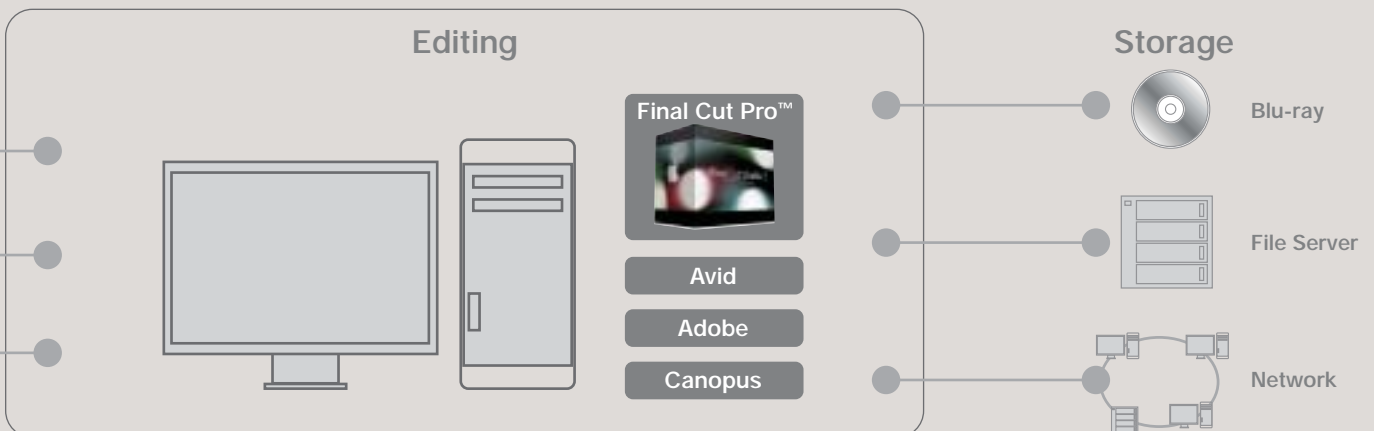 Editing
Final Cut Pro™
Avid
Adobe
Canopus
Storage
Blu-ray
File Server
Network